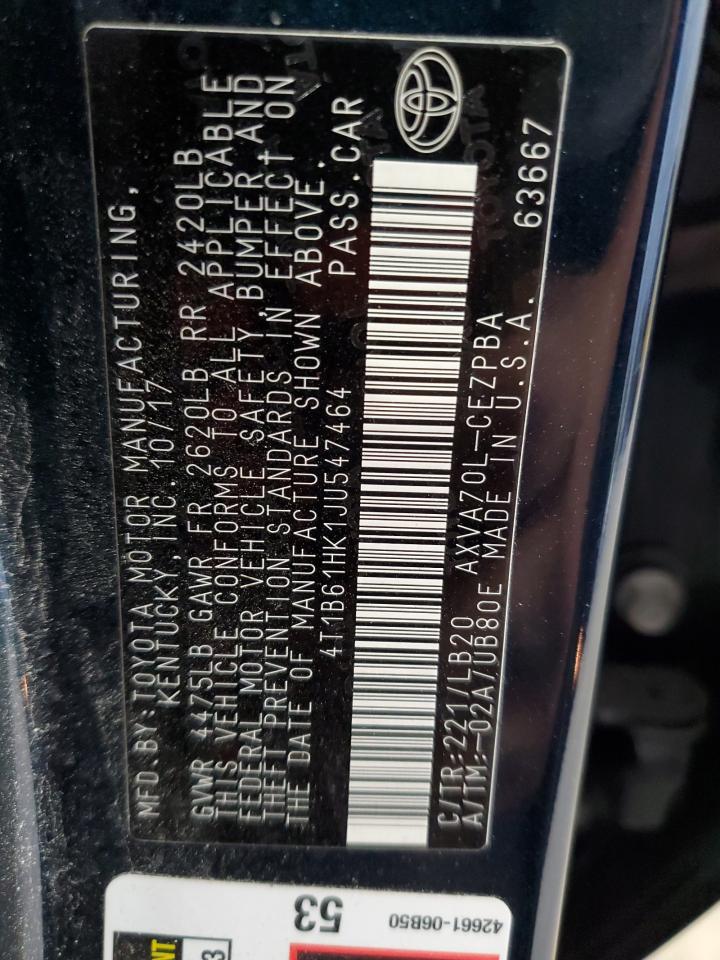 MFD.BY:TOYOTA MOTOR MANUFACTURING,
KENTUCKY, INC. 10/17
GVWR 4475LB GAWR FR 2620LB RR 2420LB
THIS VEHICLE CONFORMS TO ALL APPLICABLE
FEDERAL MOTOR VEHICLE SAFETY, BUMPER, AND
THEFT PREVENTION STANDARDS IN EFFECT ON
THE DATE OF MANUFACTURE SHOWN ABOVE.
4T1B61HK1JU547464 PASS.CAR
C/TR:221/LB20 AXVA70L-CEZPBA
A/TM:-02A/UB80E MADE IN U.S.A. 63667
TOYOTA
53
42661-06B50